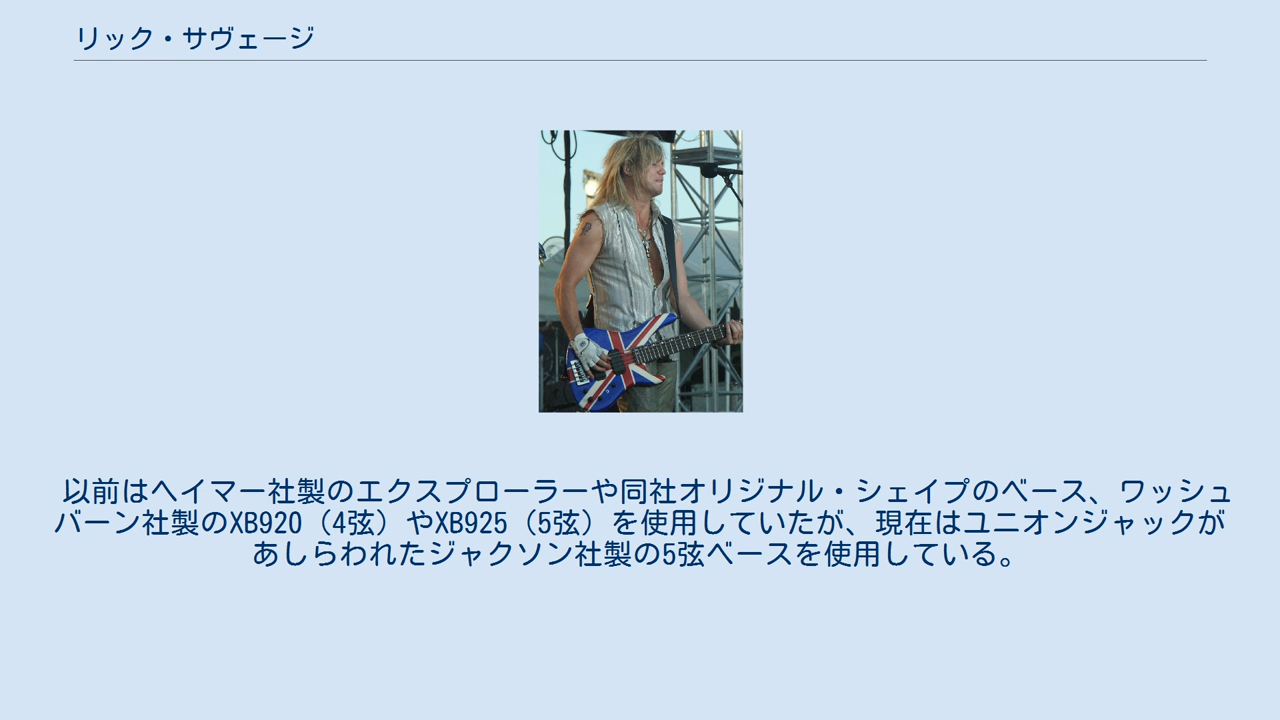 リック・サヴェージ
以前はヘイマー社製のエクスプローラーや同社オリジナル・シェイプのベース、ワッシュ
バーン社製のXB920（4弦）やXB925（5弦）を使用していたが、現在はユニオンジャックが
あしらわれたジャクソン社製の5弦ベースを使用している。